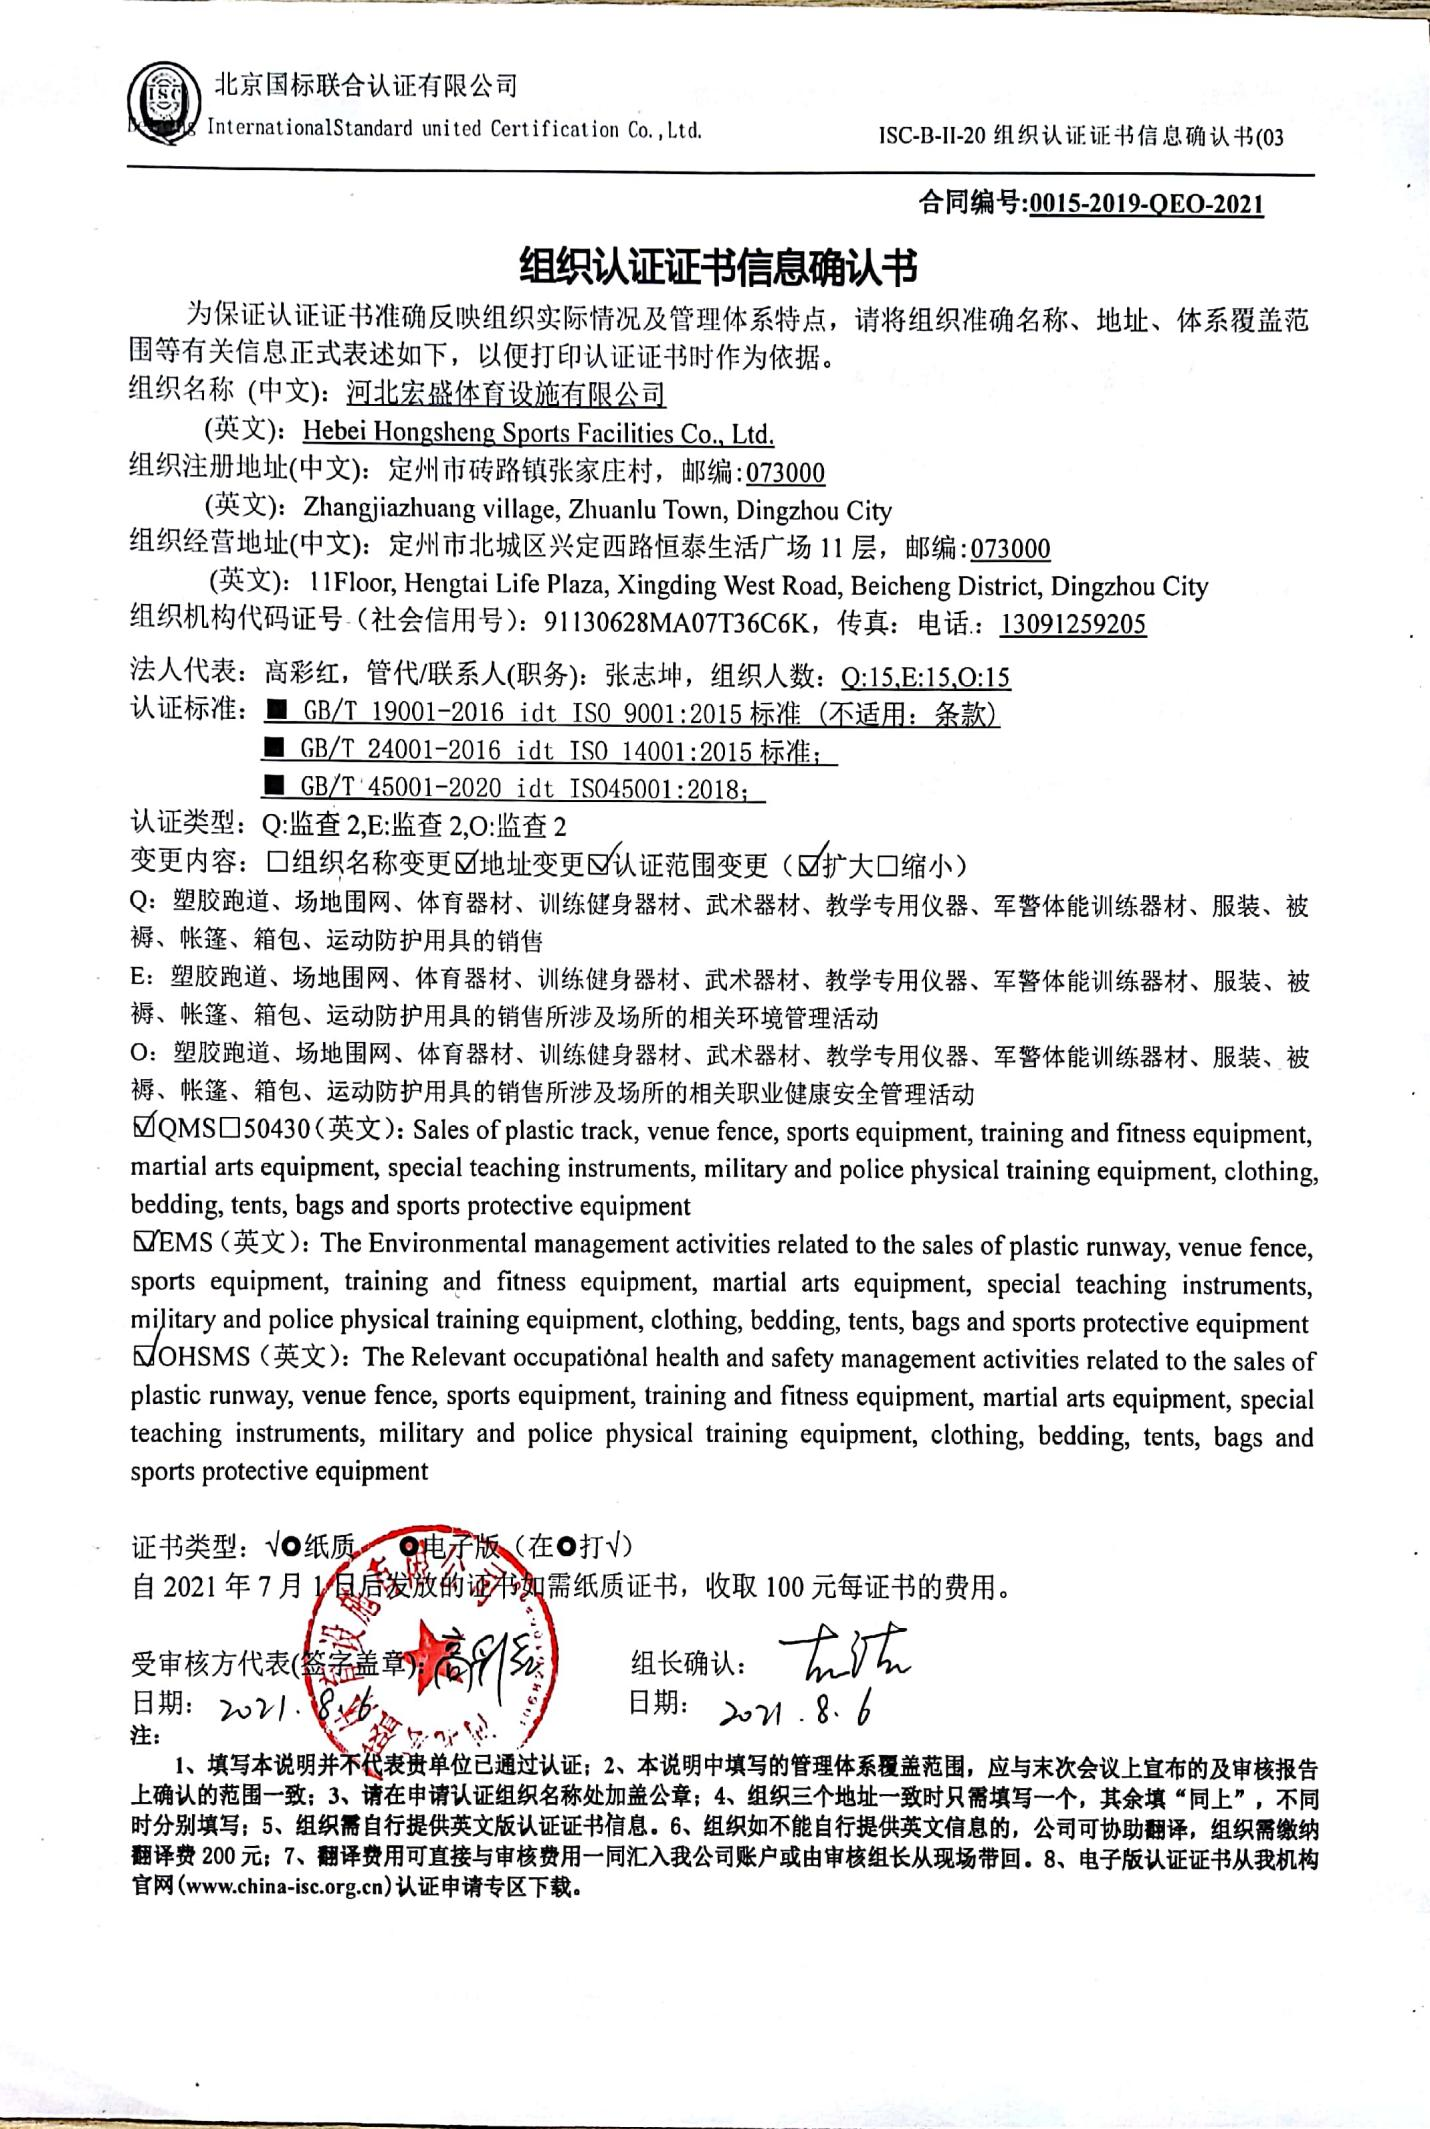 北京国标联合认证有限公司
InternationalStandard united Certification Co.,Ltd.
ISC-B-II-20 组织认证证书信息确认书(03
合同编号:0015-2019-QEO-2021
组织认证证书信息确认书
为保证认证证书准确反映组织实际情况及管理体系特点，请将组织准确名称、地址、体系覆盖范
围等有关信息正式表述如下，以便打印认证证书时作为依据。
组织名称（中文）：河北宏盛体育设施有限公司
(英文)：Hebei Hongsheng Sports Facilities Co., Ltd.
组织注册地址(中文)：定州市砖路镇张家庄村，邮编:073000
(英文)：Zhangjiazhuang village, Zhuanlu Town, Dingzhou City
组织经营地址(中文)：定州市北城区兴定西路恒泰生活广场 11 层，邮编:073000
(英文)：11Floor, Hengtai Life Plaza, Xingding West Road, Beicheng District, Dingzhou City
组织机构代码证号（社会信用号）：91130628MA07T36C6K，传真：电话.：13091259205
法人代表：高彩红，管代/联系人(职务)：张志坤，组织人数：Q:15,E:15,O:15
认证标准：■ GB/T 19001-2016 idt ISO 9001:2015 标准（不适用：条款）
■ GB/T 24001-2016 idt ISO 14001:2015 标准；
■ GB/T 45001-2020 idt ISO45001:2018；
认证类型：Q:监查 2,E:监查 2,O:监查 2
变更内容：□组织名称变更☑地址变更☑认证范围变更（☑扩大□缩小）
Q：塑胶跑道、场地围网、体育器材、训练健身器材、武术器材、教学专用仪器、军警体能训练器材、服装、被
褥、帐篷、箱包、运动防护用具的销售
E：塑胶跑道、场地围网、体育器材、训练健身器材、武术器材、教学专用仪器、军警体能训练器材、服装、被
褥、帐篷、箱包、运动防护用具的销售所涉及场所的相关环境管理活动
O：塑胶跑道、场地围网、体育器材、训练健身器材、武术器材、教学专用仪器、军警体能训练器材、服装、被
褥、帐篷、箱包、运动防护用具的销售所涉及场所的相关职业健康安全管理活动
☑QMS□50430（英文）：Sales of plastic track, venue fence, sports equipment, training and fitness equipment,
martial arts equipment, special teaching instruments, military and police physical training equipment, clothing,
bedding, tents, bags and sports protective equipment
☑EMS（英文）：The Environmental management activities related to the sales of plastic runway, venue fence,
sports equipment, training and fitness equipment, martial arts equipment, special teaching instruments,
military and police physical training equipment, clothing, bedding, tents, bags and sports protective equipment
☑OHSMS（英文）：The Relevant occupational health and safety management activities related to the sales of
plastic runway, venue fence, sports equipment, training and fitness equipment, martial arts equipment, special
teaching instruments, military and police physical training equipment, clothing, bedding, tents, bags and
sports protective equipment
证书类型：√纸质 电子版（在打√）
自 2021 年 7 月 1 日后发放的证书如需纸质证书，收取 100 元每证书的费用。
受审核方代表(签字盖章)： 组长确认：
日期：2021.8.6 日期：2021.8.6
注：
1、填写本说明并不代表贵单位已通过认证；2、本说明中填写的管理体系覆盖范围，应与末次会议上宣布的及审核报告
上确认的范围一致；3、请在申请认证组织名称处加盖公章；4、组织三个地址一致时只需填写一个，其余填“同上”，不同
时分别填写；5、组织需自行提供英文版认证证书信息。6、组织如不能自行提供英文信息的，公司可协助翻译，组织需缴纳
翻译费 200 元；7、翻译费用可直接与审核费用一同汇入我公司账户或由审核组长从现场带回。8、电子版认证证书从我机构
官网(www.china-isc.org.cn)认证申请专区下载。